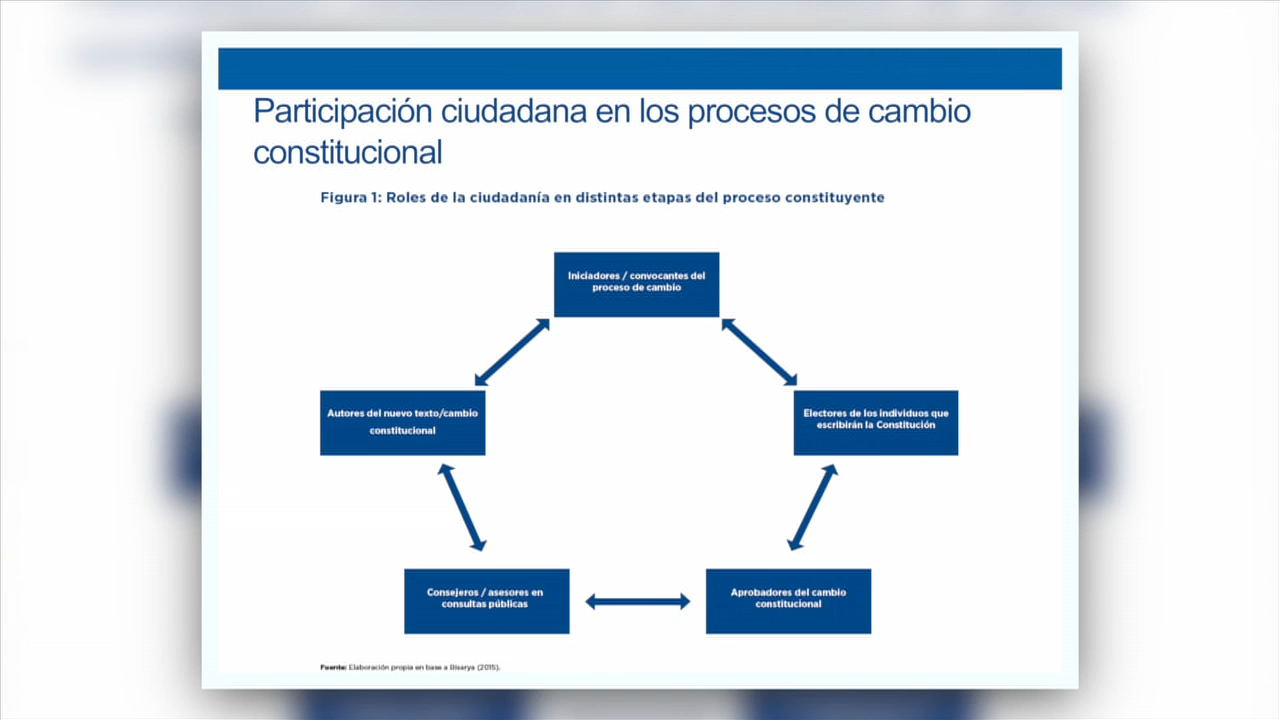 Participación ciudadana en los procesos de cambio
constitucional
Figura 1: Roles de la ciudadanía en distintas etapas del proceso constituyente
Iniciadores / convocantes del
proceso de cambio
Autores del nuevo texto/cambio
constitucional
Electores de los individuos que
escribirán la Constitución
Consejeros / asesores en
consultas públicas
Aprobadores del cambio
constitucional
Fuente: Elaboración propia en base a Bisarya (2015).